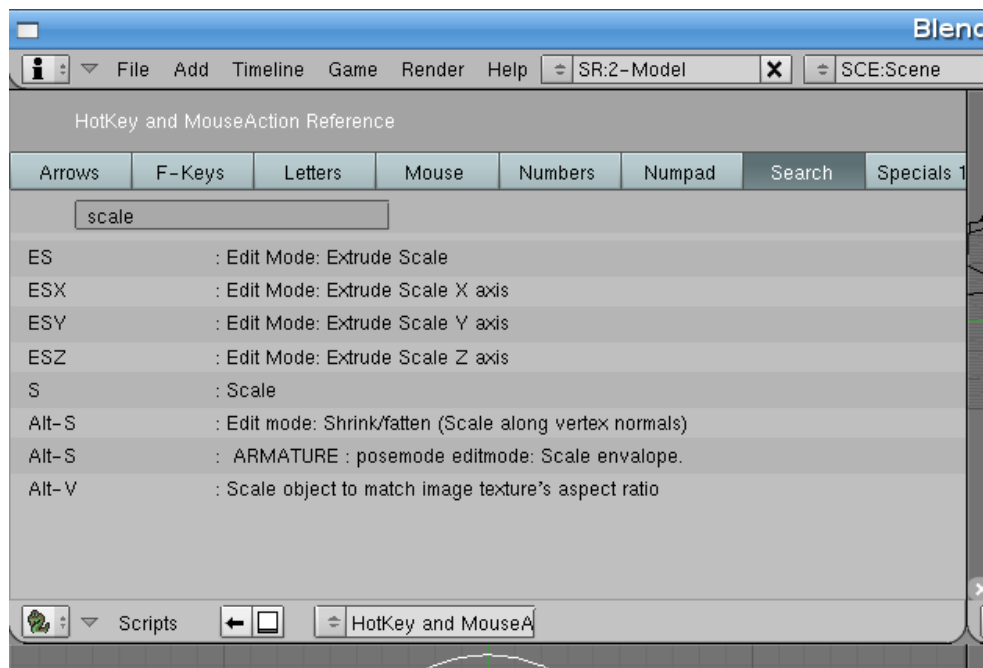 Blend
File Add Timeline Game Render Help SR:2-Model SCE:Scene
HotKey and MouseAction Reference
Arrows F-Keys Letters Mouse Numbers Numpad Search Specials 1
scale
ES : Edit Mode: Extrude Scale
ESX : Edit Mode: Extrude Scale X axis
ESY : Edit Mode: Extrude Scale Y axis
ESZ : Edit Mode: Extrude Scale Z axis
S : Scale
Alt-S : Edit mode: Shrink/fatten (Scale along vertex normals)
Alt-S : ARMATURE : posemode editmode: Scale envalope.
Alt-V : Scale object to match image texture's aspect ratio
Scripts HotKey and MouseA